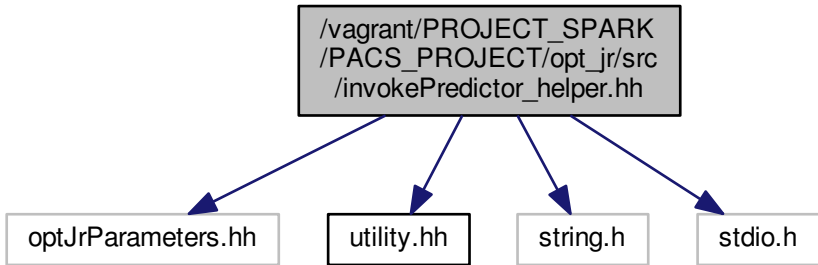 /vagrant/PROJECT_SPARK
/PACS_PROJECT/opt_jr/src
/invokePredictor_helper.hh
optJrParameters.hh
utility.hh
string.h
stdio.h